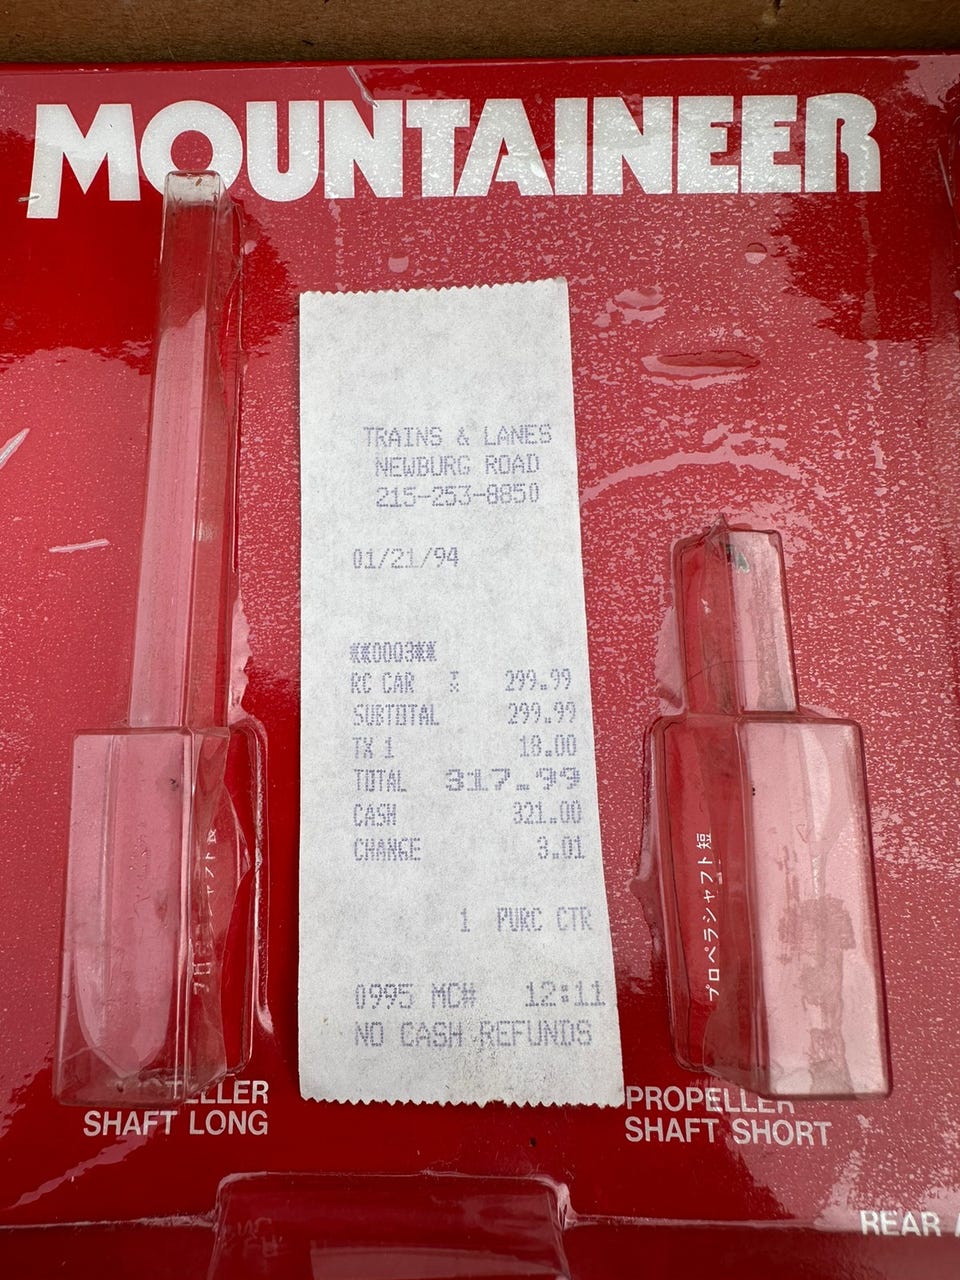 MOUNTAINEER
TRAINS & LANES
NEWBURG ROAD
215-253-8850
01/21/94
**0003**
RC CAR TX 299.99
SUBTOTAL 299.99
TX 1 18.00
TOTAL 317.99
CASH 321.00
CHANGE 3.01
1 PURC CTR
0995 MC# 12:11
NO CASH REFUNDS
プロペラシャフト短
SHAFT LONG
PROPELLER
SHAFT SHORT
REAR